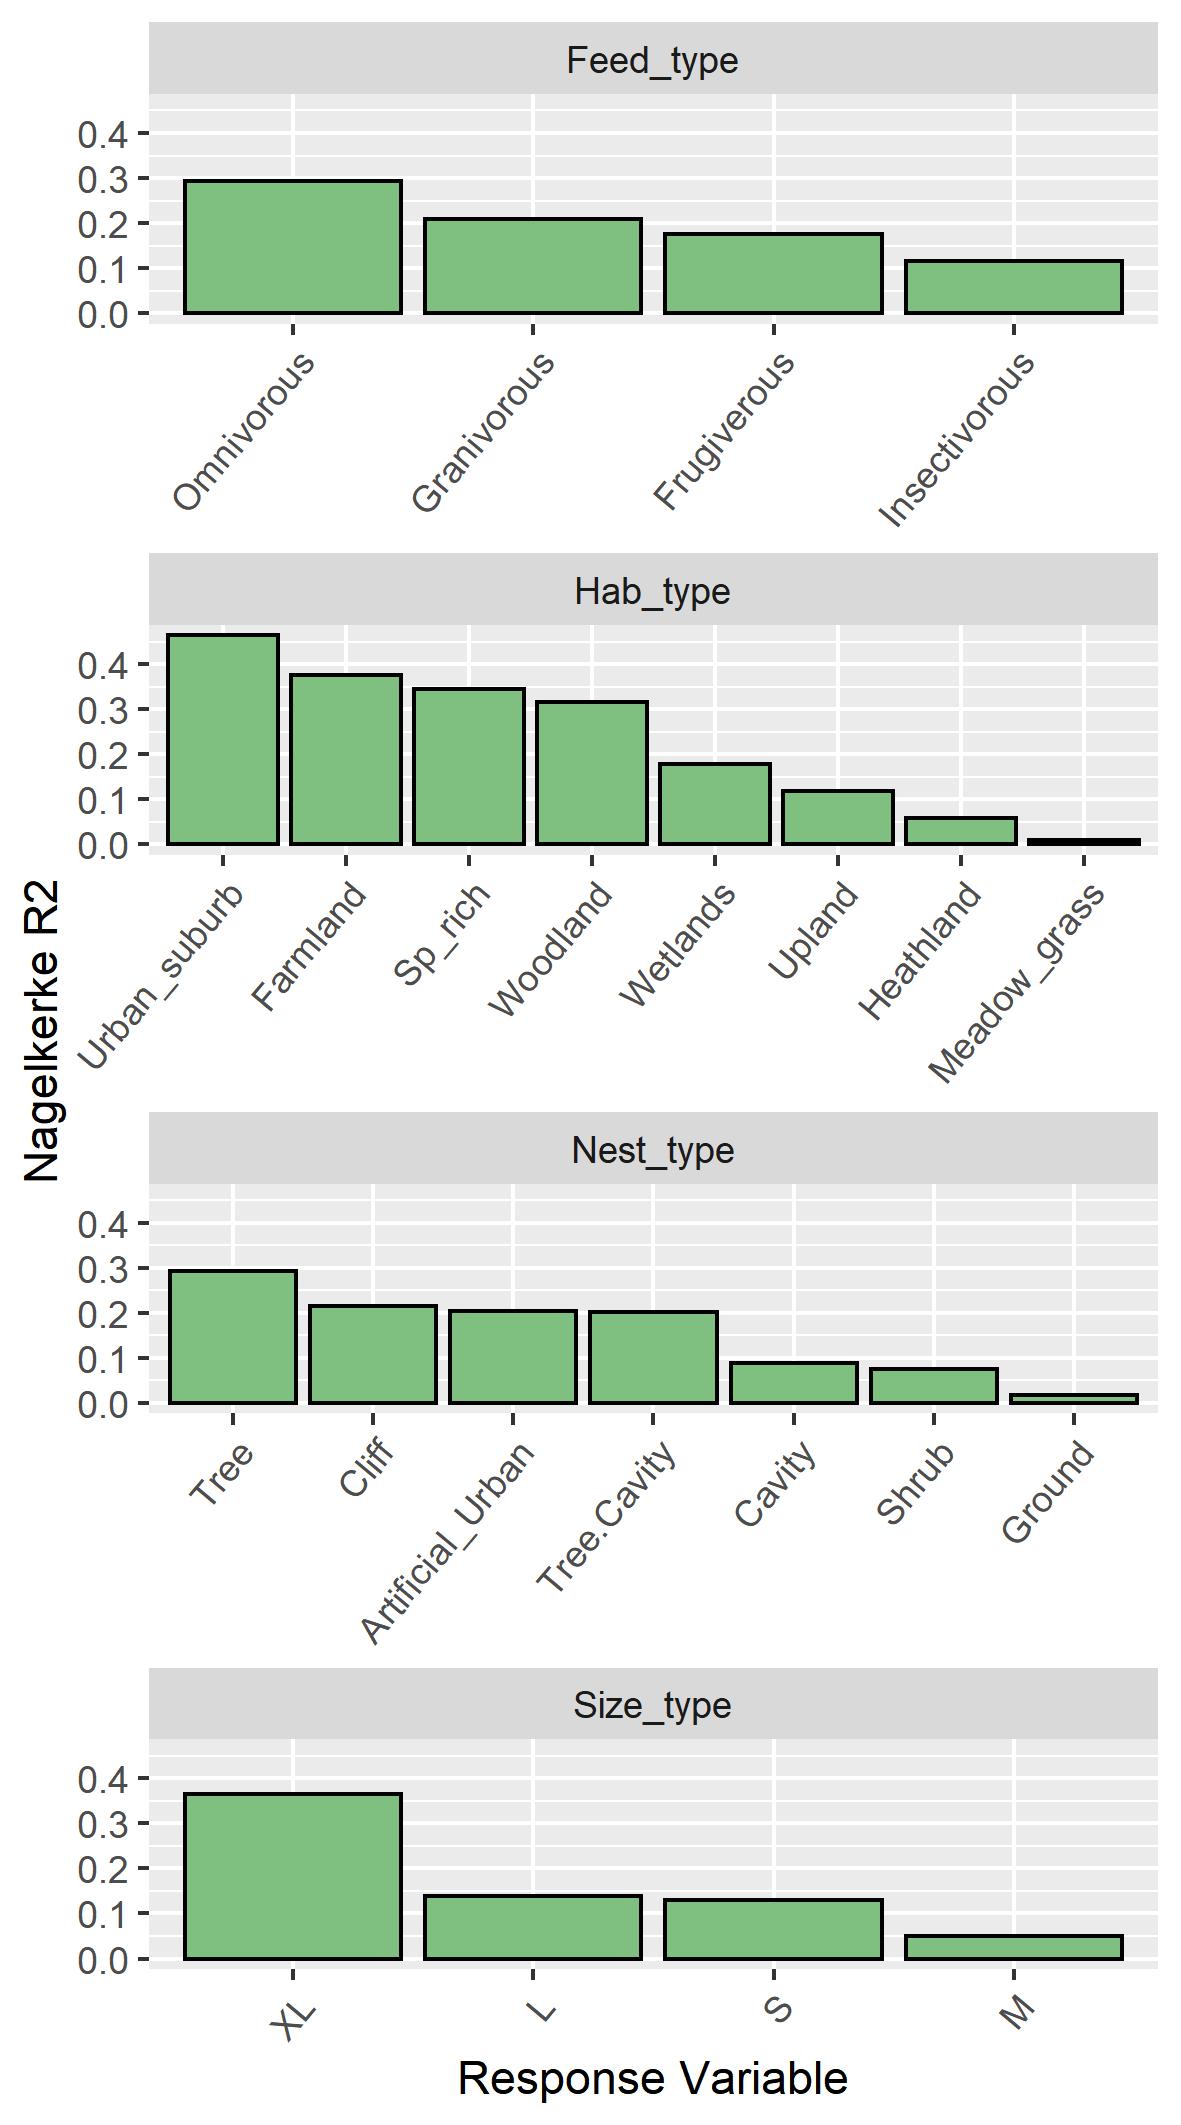 Feed_type
0.4
0.3
0.2
0.1
0.0
Omnivorous
Granivorous
Frugiverous
Insectivorous
Hab_type
0.4
0.3
0.2
0.1
0.0
Urban_suburb
Farmland
Sp_rich
Woodland
Wetlands
Upland
Heathland
Meadow_grass
Nagelkerke R2
Nest_type
0.4
0.3
0.2
0.1
0.0
Tree
Cliff
Artificial_Urban
Tree.Cavity
Cavity
Shrub
Ground
Size_type
0.4
0.3
0.2
0.1
0.0
XL
L
S
M
Response Variable